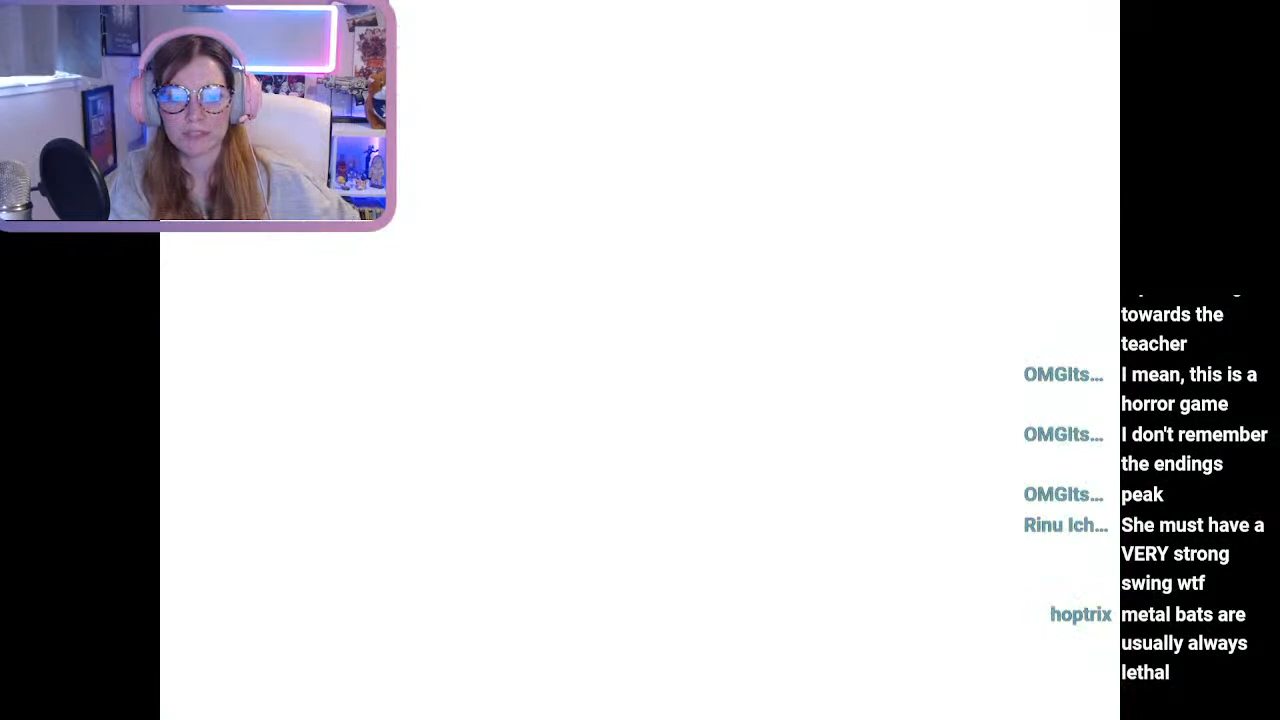 towards the
teacher
OMGIts... I mean, this is a
horror game
OMGIts... I don't remember
the endings
OMGIts... peak
Rinu Ich... She must have a
VERY strong
swing wtf
hoptrix metal bats are
usually always
lethal